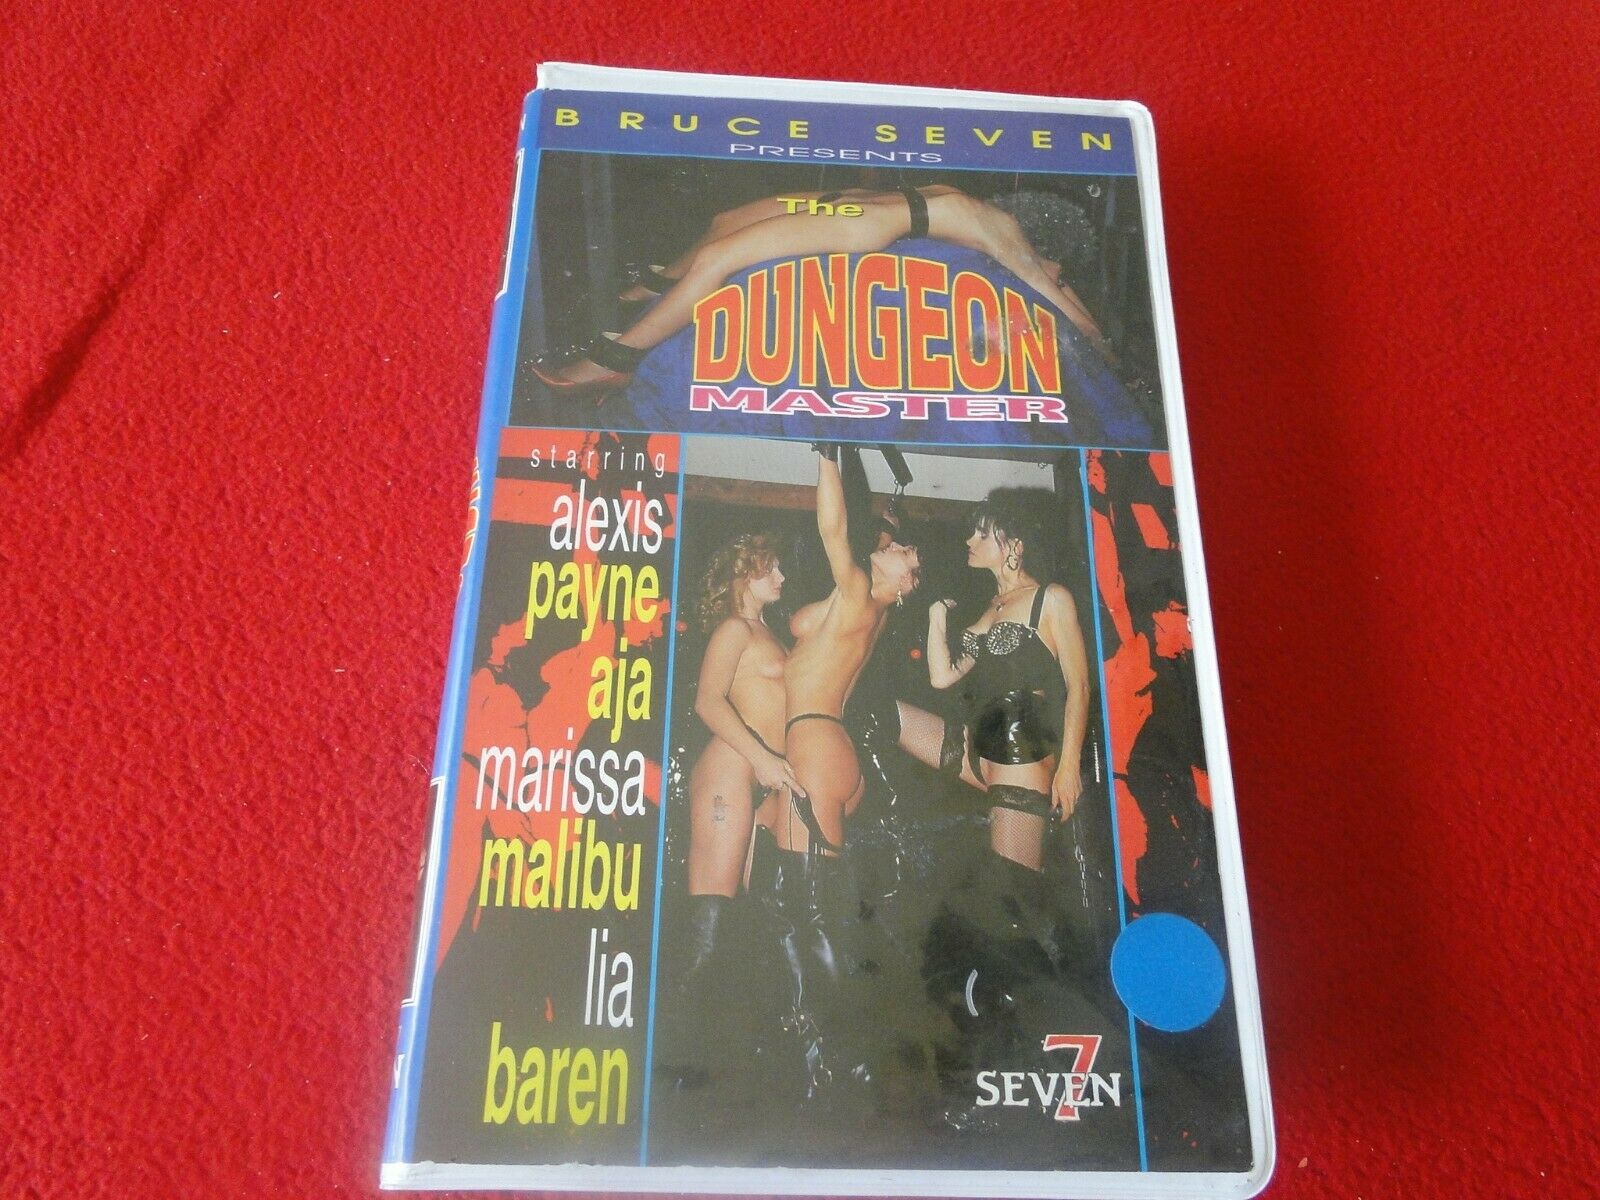 BRUCE SEVEN
PRESENTS
The
DUNGEON
MASTER
starring
alexis
payne
aja
marissa
malibu
lia
baren
7
SEVEN